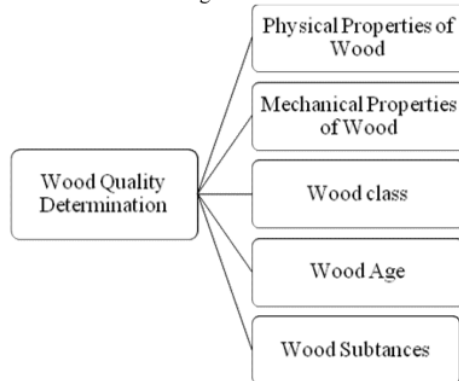 Physical Properties of
Wood
Mechanical Properties
of Wood
Wood Quality
Determination
Wood class
Wood Age
Wood Subtances